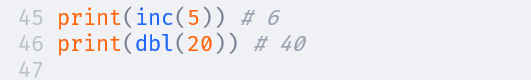 45 print(inc(5)) # 6
46 print(dbl(20)) # 40
47